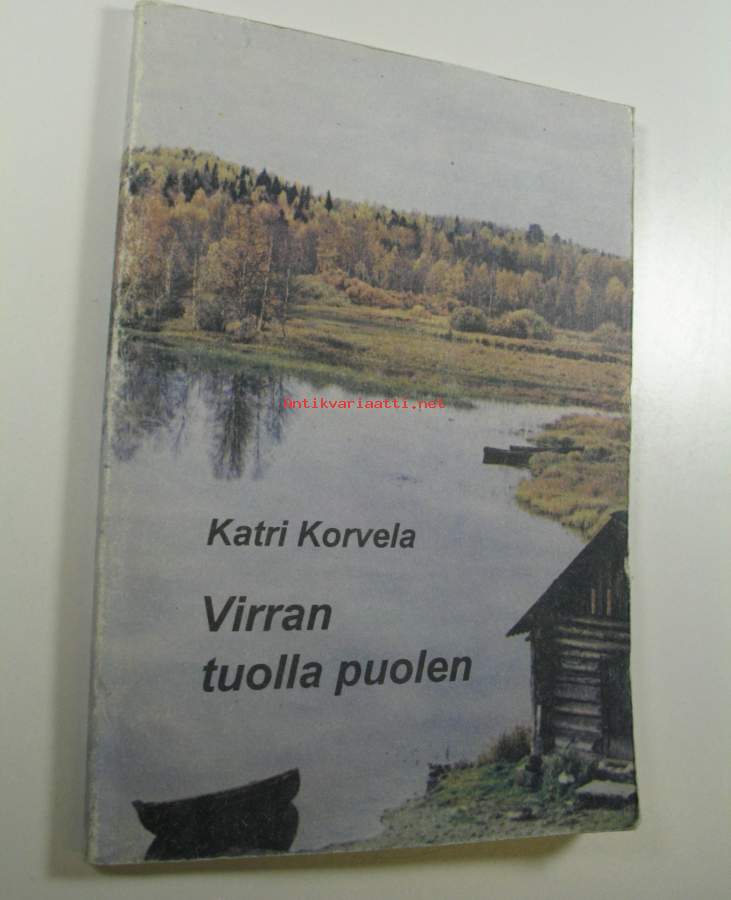 Antikvariaatti.net
Katri Korvela
Virran
tuolla puolen